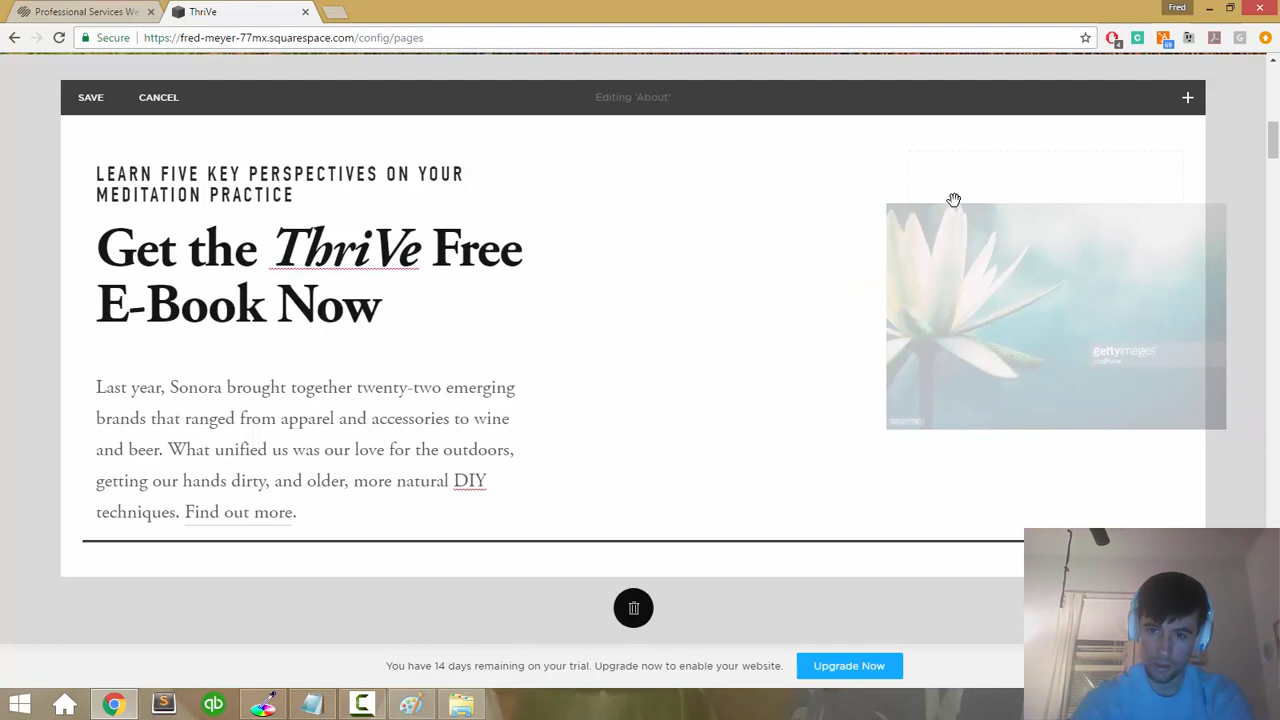 Professional Services We
ThriVe
Fred
Secure
https://fred-meyer-77mx.squarespace.com/config/pages
SAVE
CANCEL
Editing 'About'
LEARN FIVE KEY PERSPECTIVES ON YOUR
MEDITATION PRACTICE
Get the ThriVe Free
E-Book Now
gettyimages
Last year, Sonora brought together twenty-two emerging
brands that ranged from apparel and accessories to wine
and beer. What unified us was our love for the outdoors,
getting our hands dirty, and older, more natural DIY
techniques. Find out more.
You have 14 days remaining on your trial. Upgrade now to enable your website.
Upgrade Now